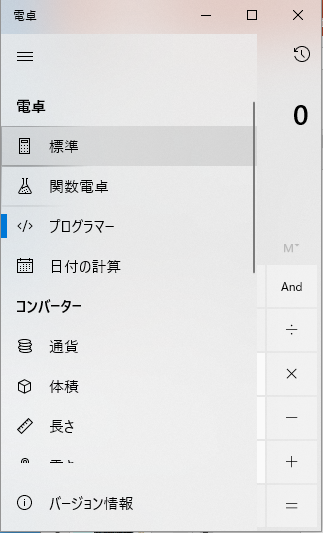 電卓
電卓
0
標準
関数電卓
プログラマー
M˅
日付の計算
And
コンバーター
÷
通貨
×
体積
−
長さ
+
バージョン情報
=